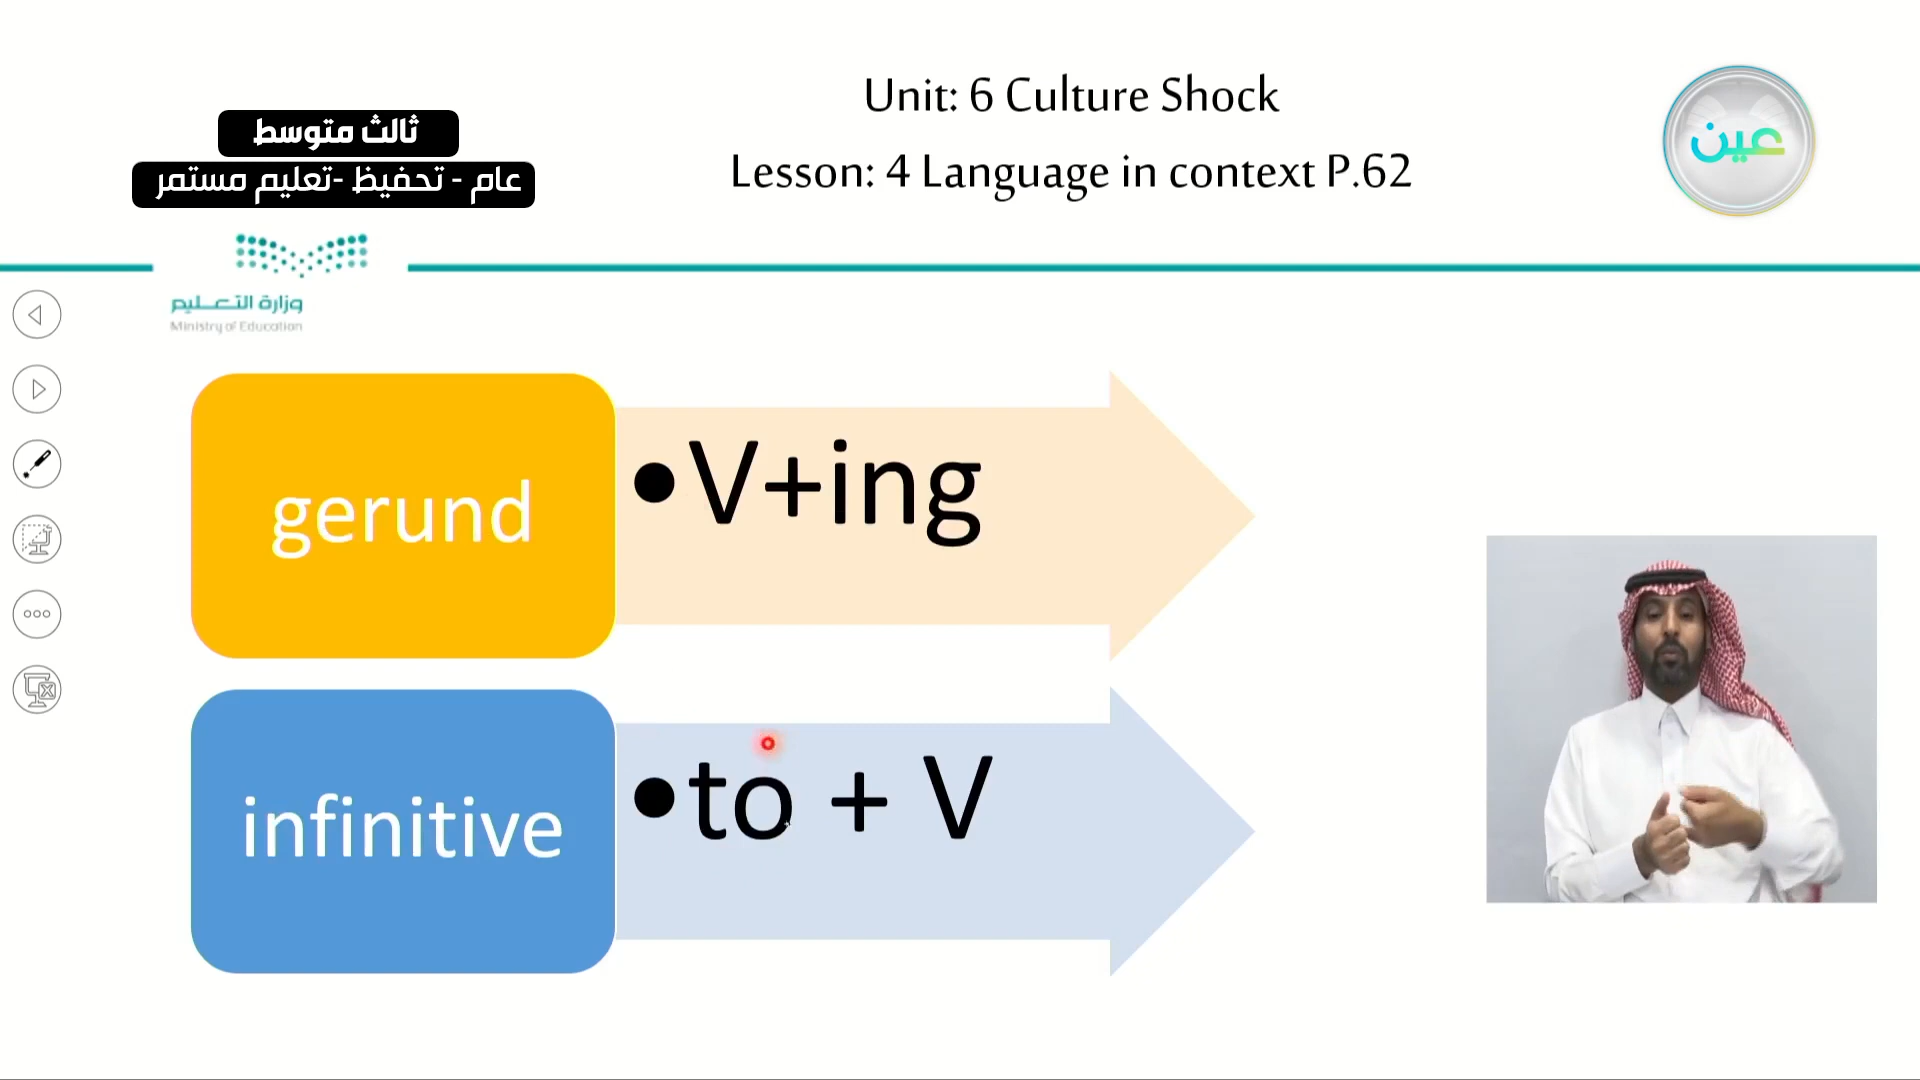 Unit: 6 Culture Shock
Lesson: 4 Language in context P.62
ثالث متوسط
عام - تحفيظ -تعليم مستمر
عين
وزارة التعـــليم
Ministry of Education
gerund
•V+ing
infinitive
•to + V